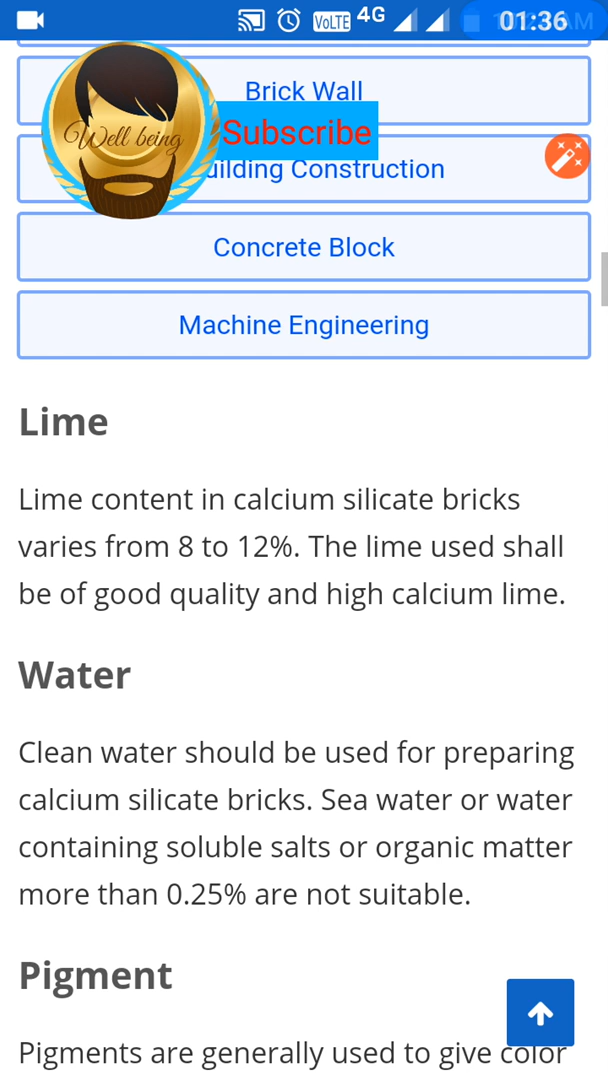 VoLTE 4G 01:36
Brick Wall
Well being
Subscribe
uilding Construction
Concrete Block
Machine Engineering
Lime
Lime content in calcium silicate bricks
varies from 8 to 12%. The lime used shall
be of good quality and high calcium lime.
Water
Clean water should be used for preparing
calcium silicate bricks. Sea water or water
containing soluble salts or organic matter
more than 0.25% are not suitable.
Pigment
Pigments are generally used to give color